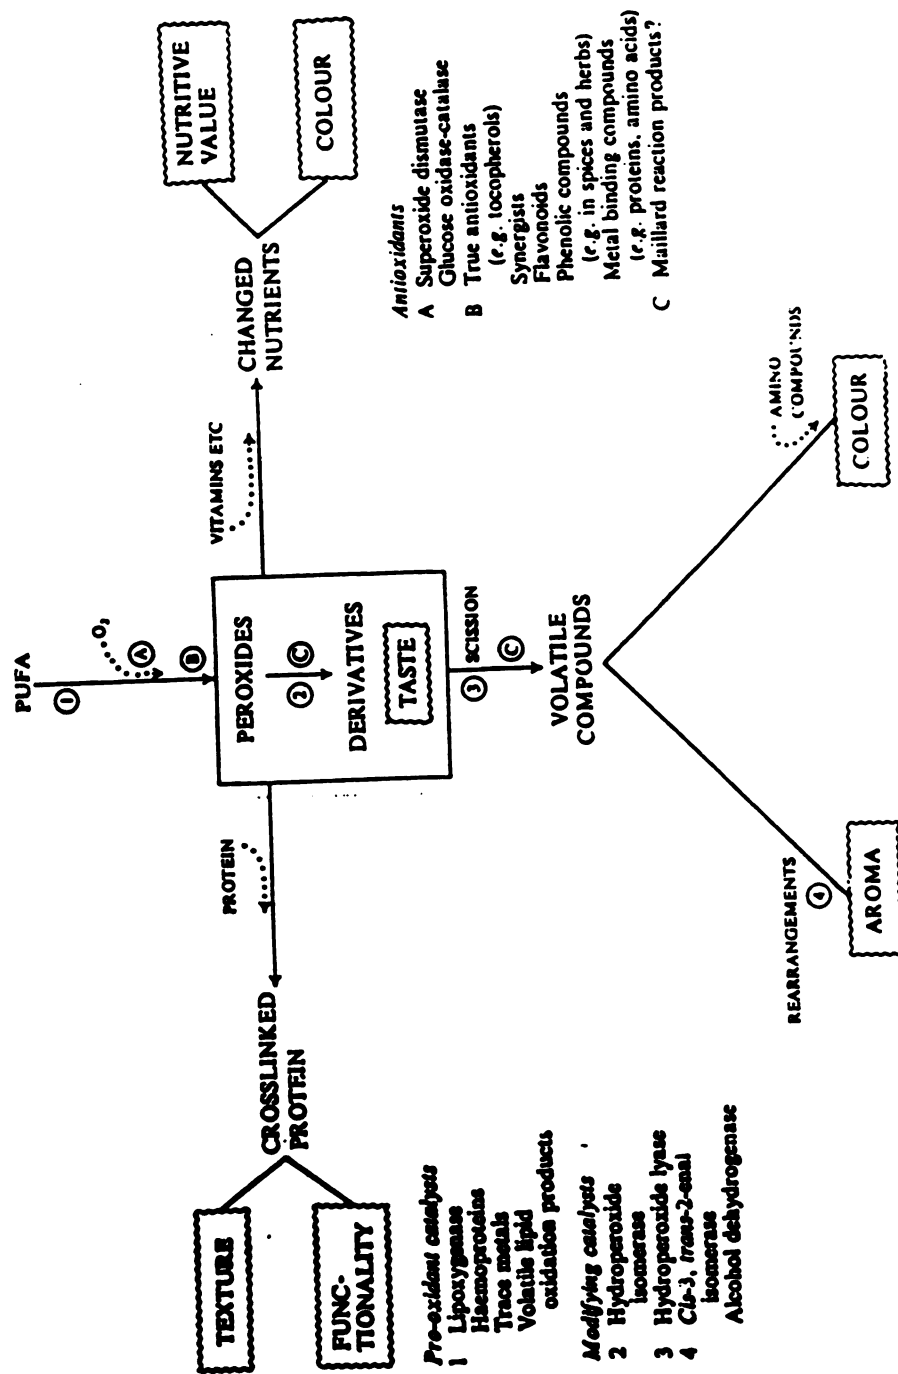 PUFA
O₂
①
Ⓐ
Ⓑ
PROTEIN
VITAMINS ETC
TEXTURE
FUNC-
TIONALITY
CROSSLINKED
PROTEIN
PEROXIDES
② Ⓒ
DERIVATIVES
TASTE
CHANGED
NUTRIENTS
NUTRITIVE
VALUE
COLOUR
③ SCISSION
Ⓒ
VOLATILE
COMPOUNDS
REARRANGEMENTS
④
AROMA
AMINO
COMPOUNDS
COLOUR
Pro-oxidant catalysts
1 Lipoxygenase
Haemoproteins
Trace metals
Volatile lipid
oxidation products
Modifying catalysts
2 Hydroperoxide
isomerase
3 Hydroperoxide lyase
4 Cis-3, trans-2-enal
isomerase
Alcohol dehydrogenase
Antioxidants
A Superoxide dismutase
Glucose oxidase-catalase
B True antioxidants
(e.g. tocopherols)
Synergists
Flavonoids
Phenolic compounds
(e.g. in spices and herbs)
Metal binding compounds
(e.g. proteins, amino acids)
C Maillard reaction products?